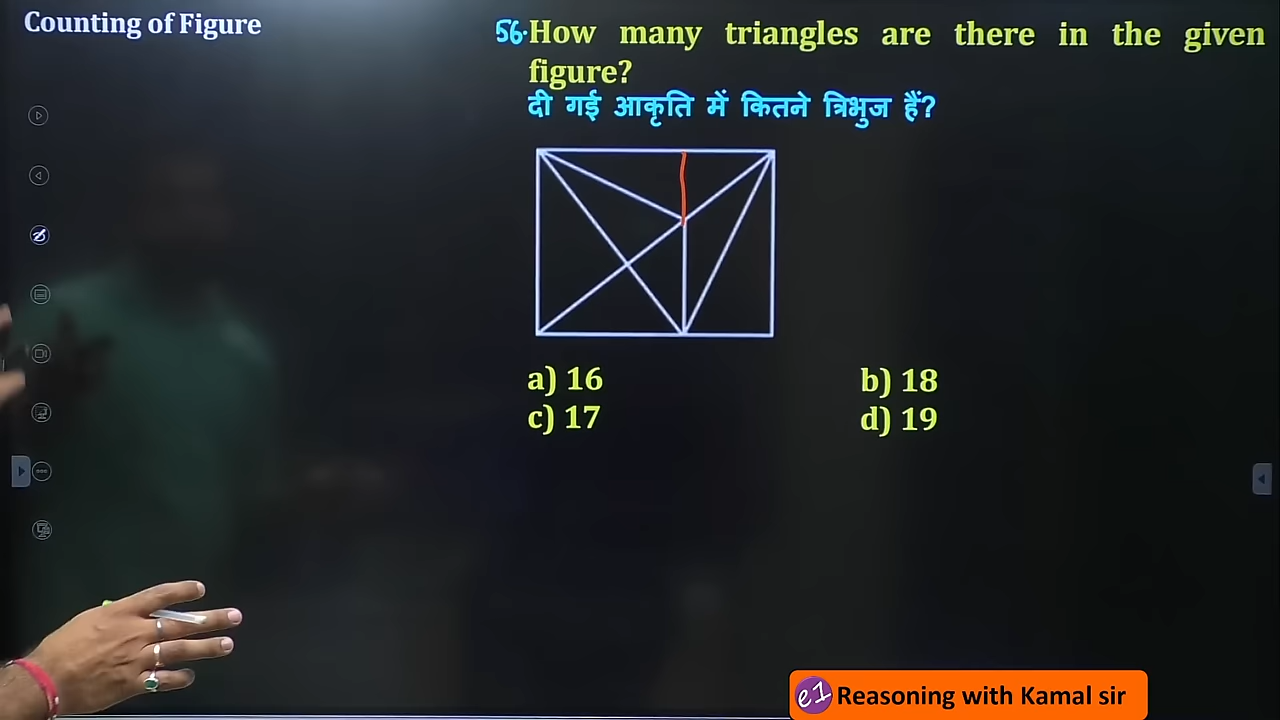 Counting of Figure
56. How many triangles are there in the given
figure?
दी गई आकृति में कितने त्रिभुज हैं?
a) 16
b) 18
c) 17
d) 19
e1 Reasoning with Kamal sir